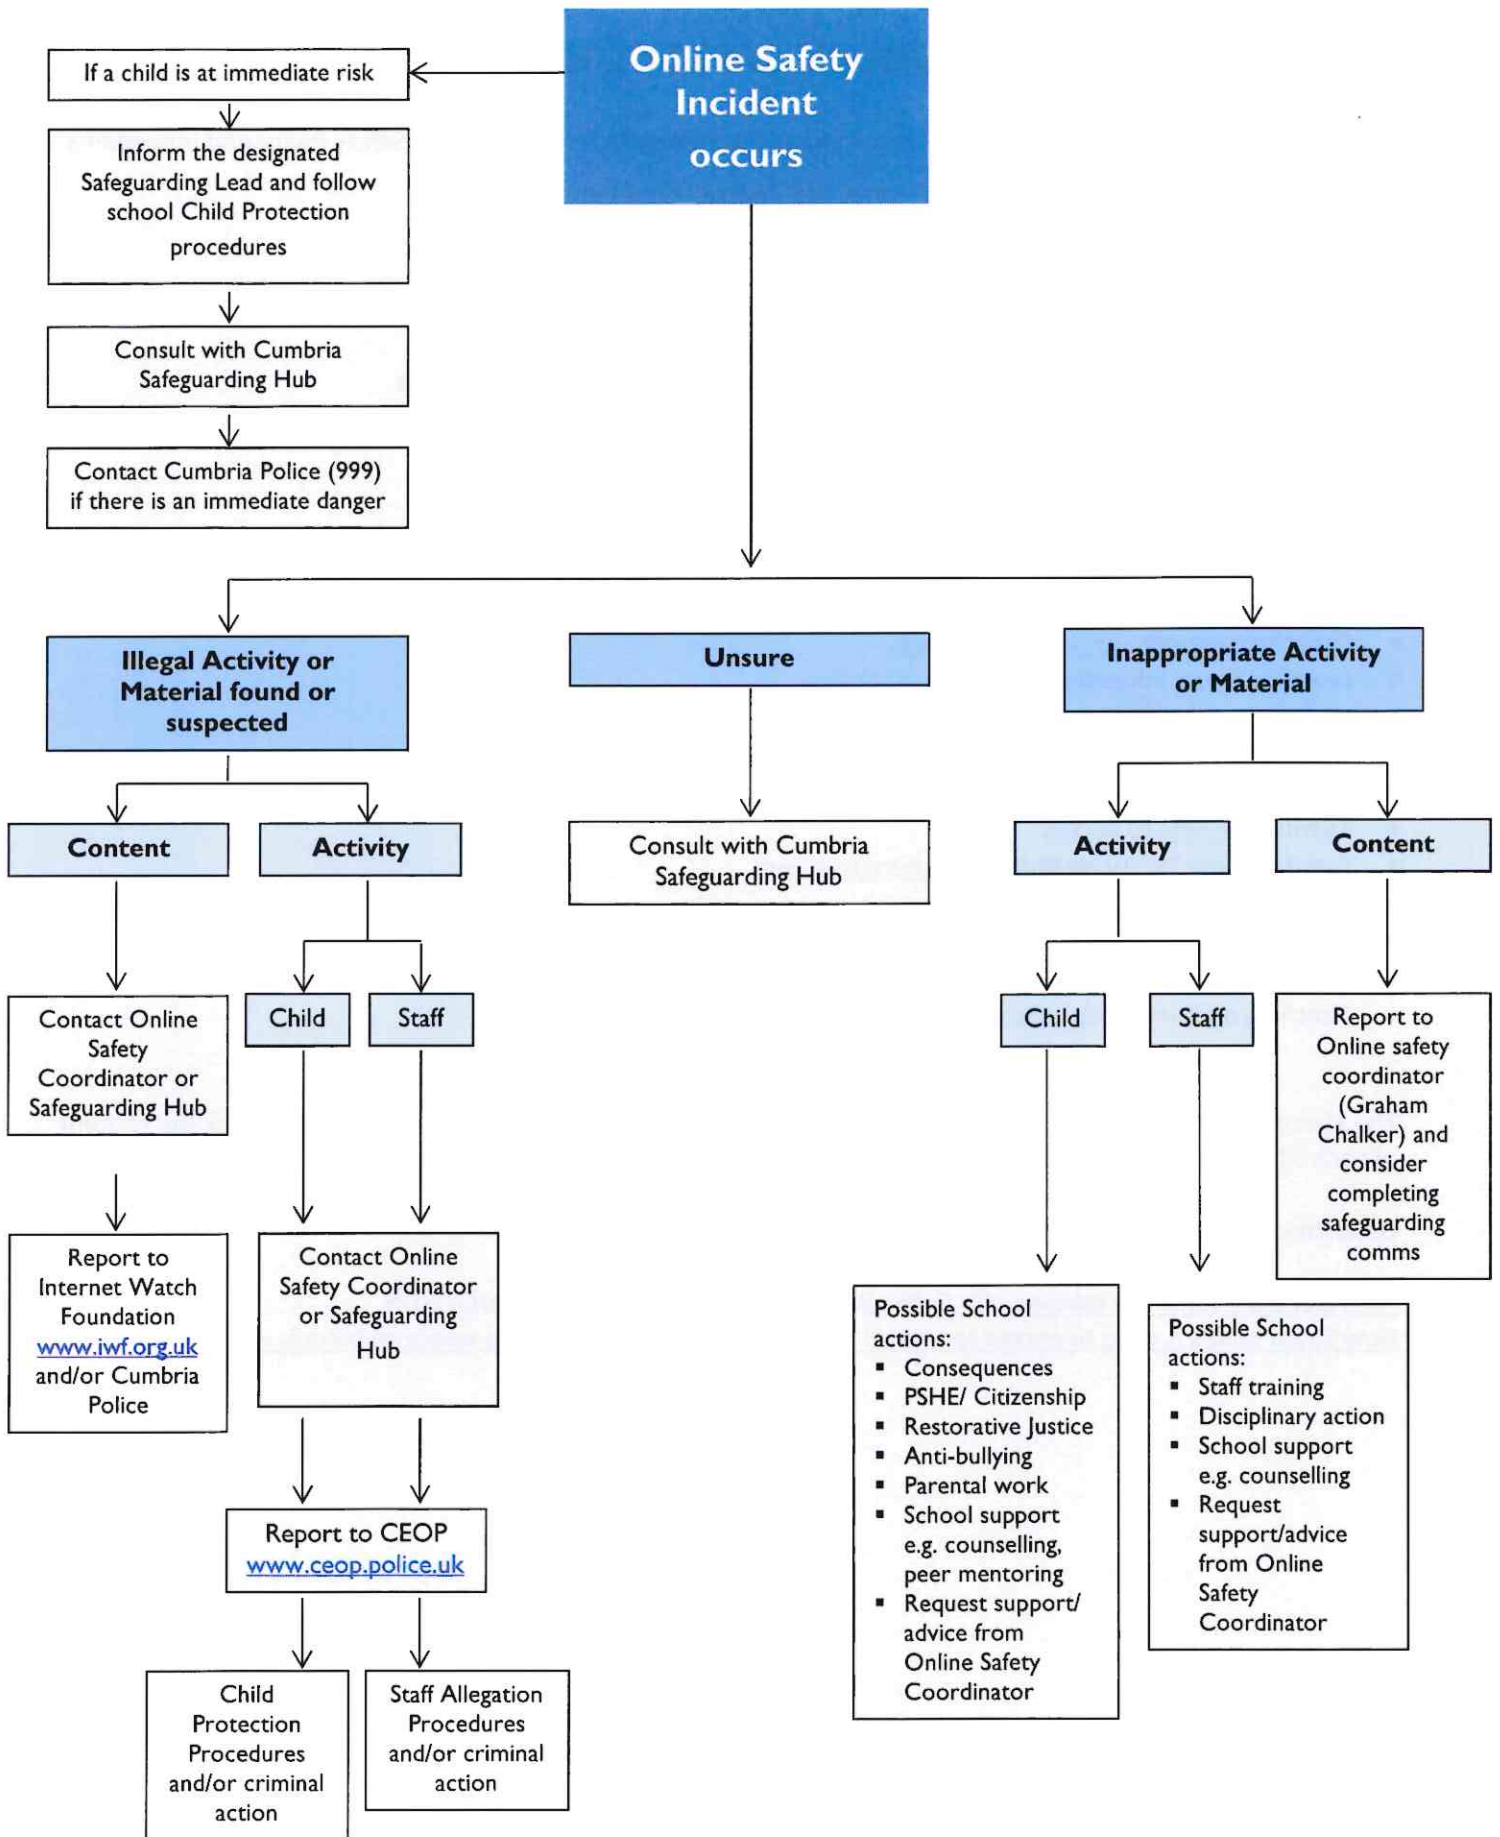 Online Safety
Incident
occurs
If a child is at immediate risk
Inform the designated
Safeguarding Lead and follow
school Child Protection
procedures
Consult with Cumbria
Safeguarding Hub
Contact Cumbria Police (999)
if there is an immediate danger
Illegal Activity or
Material found or
suspected
Unsure
Inappropriate Activity
or Material
Content
Activity
Consult with Cumbria
Safeguarding Hub
Activity
Content
Contact Online
Safety
Coordinator or
Safeguarding Hub
Child
Staff
Child
Staff
Report to
Online safety
coordinator
(Graham
Chalker) and
consider
completing
safeguarding
comms
Report to
Internet Watch
Foundation
www.iwf.org.uk
and/or Cumbria
Police
Contact Online
Safety Coordinator
or Safeguarding
Hub
Possible School
actions:
▪ Consequences
▪ PSHE/ Citizenship
▪ Restorative Justice
▪ Anti-bullying
▪ Parental work
▪ School support
e.g. counselling,
peer mentoring
▪ Request support/
advice from
Online Safety
Coordinator
Possible School
actions:
▪ Staff training
▪ Disciplinary action
▪ School support
e.g. counselling
▪ Request
support/advice
from Online
Safety
Coordinator
Report to CEOP
www.ceop.police.uk
Child
Protection
Procedures
and/or criminal
action
Staff Allegation
Procedures
and/or criminal
action